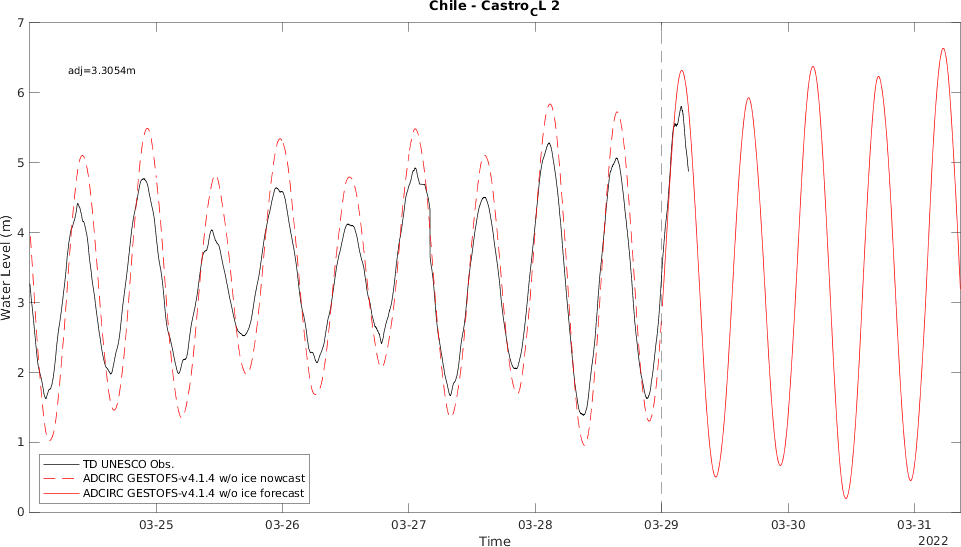 Chile - CastroCL 2
7
adj=3.3054m
6
5
4
3
2
1
0
Water Level (m)
TD UNESCO Obs.
ADCIRC GESTOFS-v4.1.4 w/o ice nowcast
ADCIRC GESTOFS-v4.1.4 w/o ice forecast
03-25 03-26 03-27 03-28 03-29 03-30 03-31
Time
2022